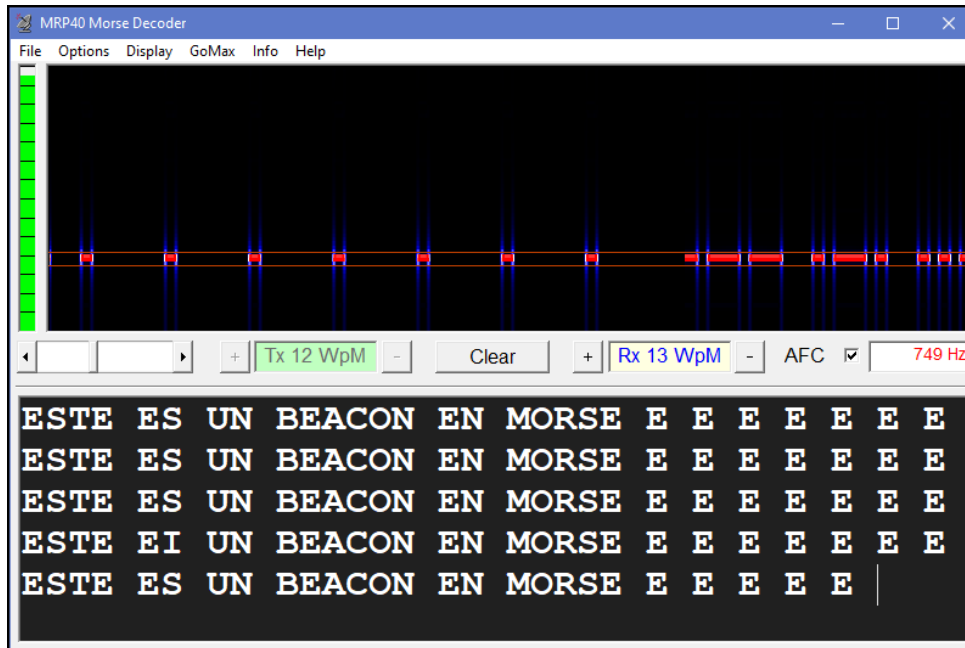 MRP40 Morse Decoder
File Options Display GoMax Info Help
+ Tx 12 WpM - Clear + Rx 13 WpM - AFC 749 Hz
ESTE ES UN BEACON EN MORSE E E E E E E E
ESTE ES UN BEACON EN MORSE E E E E E E E
ESTE ES UN BEACON EN MORSE E E E E E E E
ESTE EI UN BEACON EN MORSE E E E E E E E
ESTE ES UN BEACON EN MORSE E E E E E